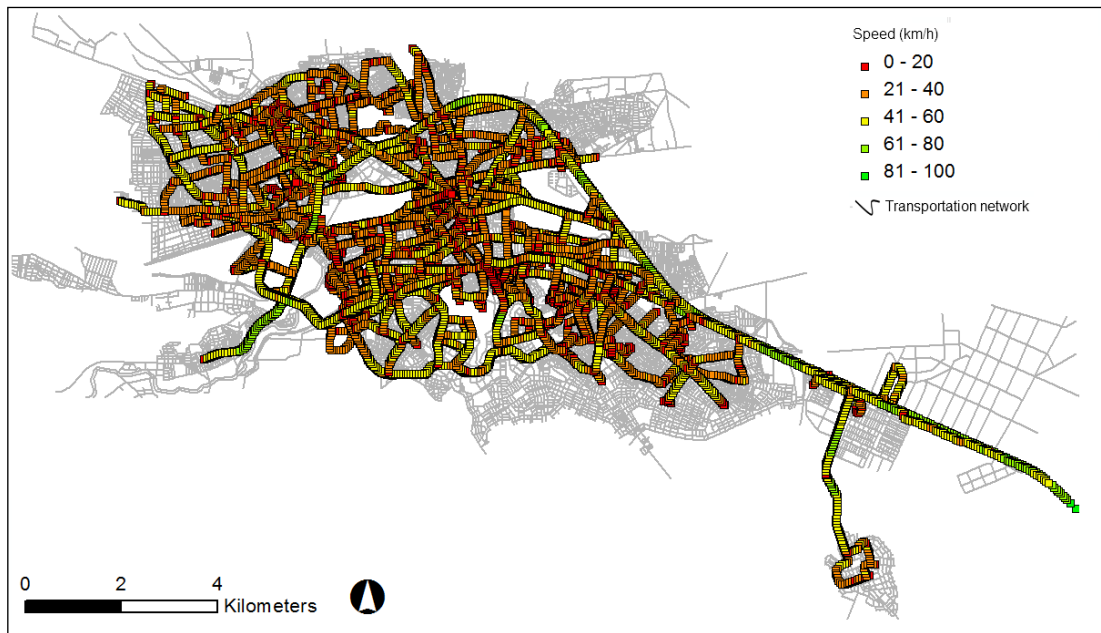 Speed (km/h)
0 - 20
21 - 40
41 - 60
61 - 80
81 - 100
Transportation network
0 2 4
Kilometers